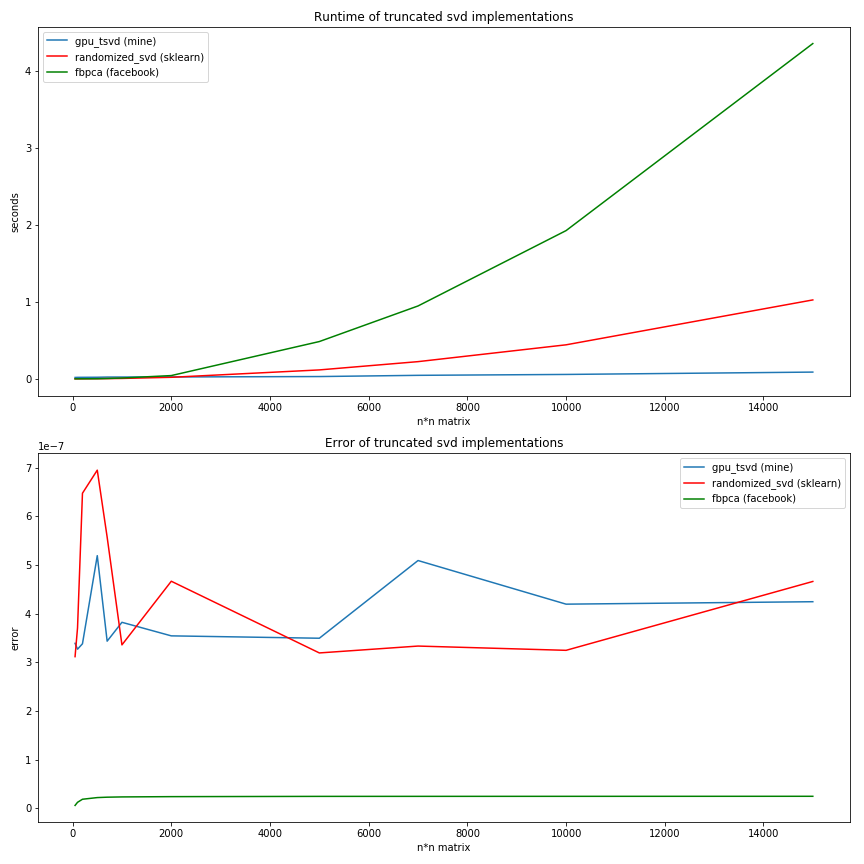 Runtime of truncated svd implementations
gpu_tsvd (mine)
randomized_svd (sklearn)
fbpca (facebook)
4
3
2
1
0
seconds
0 2000 4000 6000 8000 10000 12000 14000
n*n matrix
Error of truncated svd implementations
1e−7
gpu_tsvd (mine)
randomized_svd (sklearn)
fbpca (facebook)
7
6
5
4
3
2
1
0
error
0 2000 4000 6000 8000 10000 12000 14000
n*n matrix